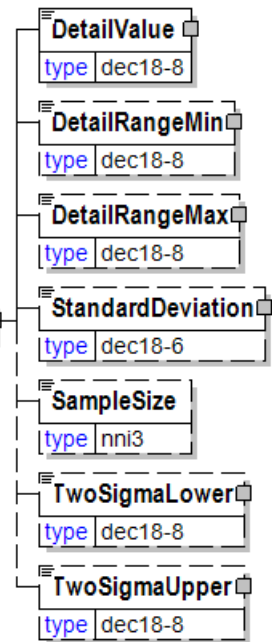 DetailValue
type dec18-8
DetailRangeMin
type dec18-8
DetailRangeMax
type dec18-8
StandardDeviation
type dec18-6
SampleSize
type nni3
TwoSigmaLower
type dec18-8
TwoSigmaUpper
type dec18-8